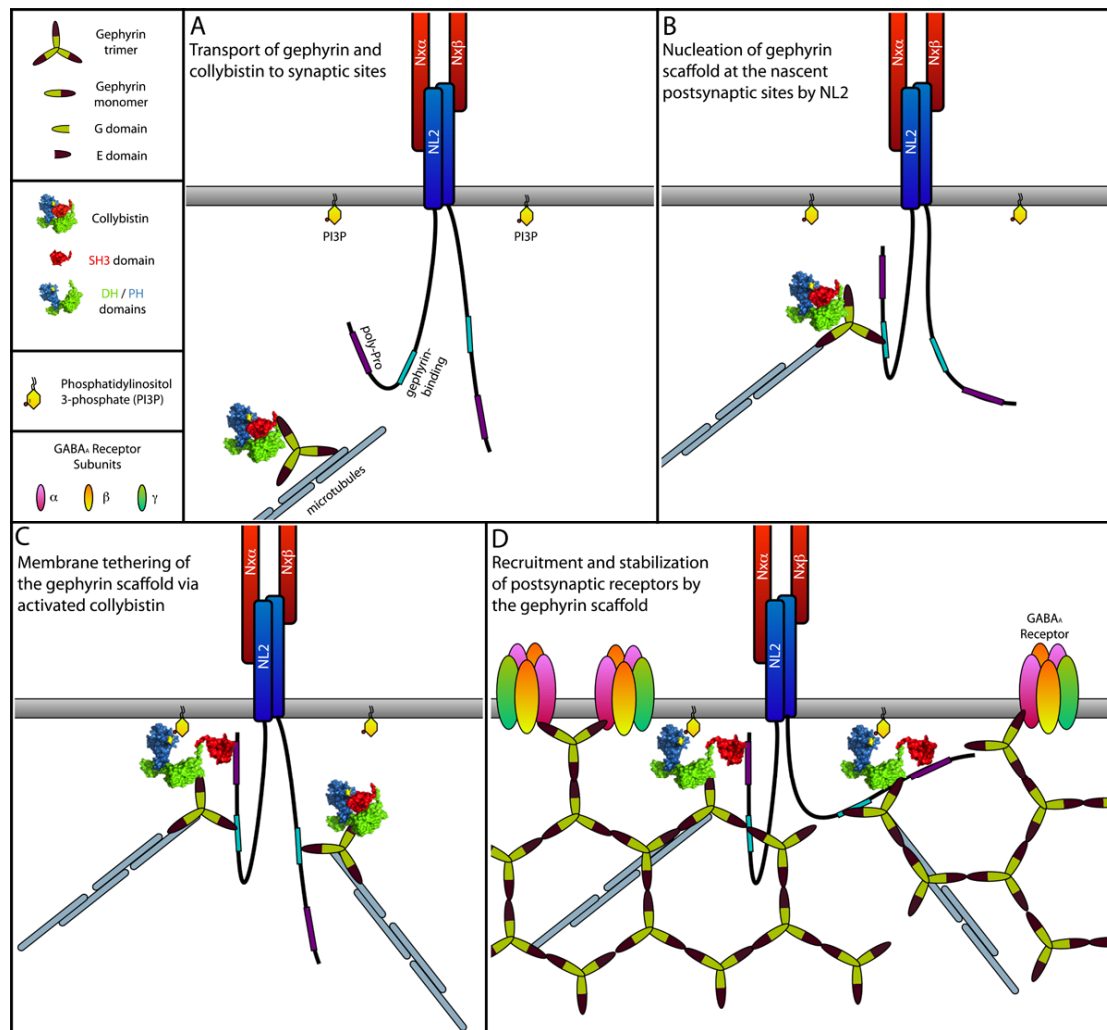 Gephyrin
trimer
Gephyrin
monomer
G domain
E domain
Collybistin
SH3 domain
DH / PH
domains
Phosphatidylinositol
3-phosphate (PI3P)
GABAA Receptor
Subunits
α β γ
A
Transport of gephyrin and
collybistin to synaptic sites
Nxα
Nxβ
NL2
PI3P PI3P
poly-Pro
gephyrin-
binding
microtubules
B
Nucleation of gephyrin
scaffold at the nascent
postsynaptic sites by NL2
Nxα
Nxβ
NL2
C
Membrane tethering of
the gephyrin scaffold via
activated collybistin
Nxα
Nxβ
NL2
D
Recruitment and stabilization
of postsynaptic receptors by
the gephyrin scaffold
Nxα
Nxβ
NL2
GABAA
Receptor